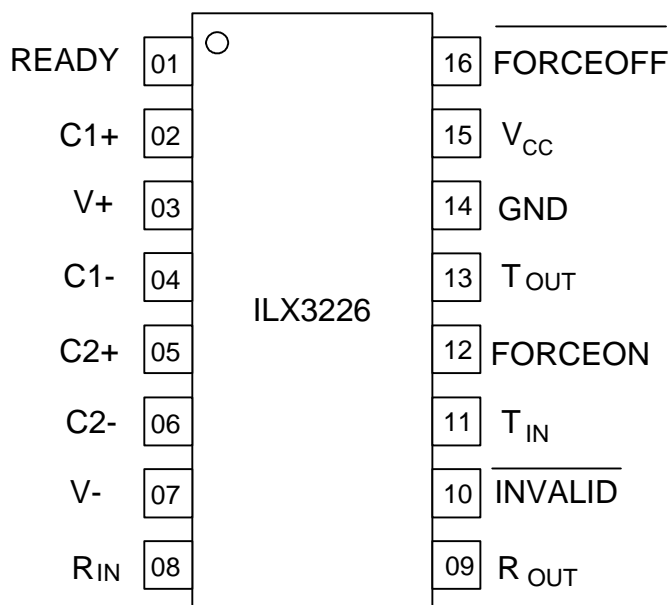 READY 01 16 FORCEOFF
C1+ 02 15 VCC
V+ 03 14 GND
C1- 04 13 TOUT
ILX3226
C2+ 05 12 FORCEON
C2- 06 11 TIN
V- 07 10 INVALID
RIN 08 09 ROUT